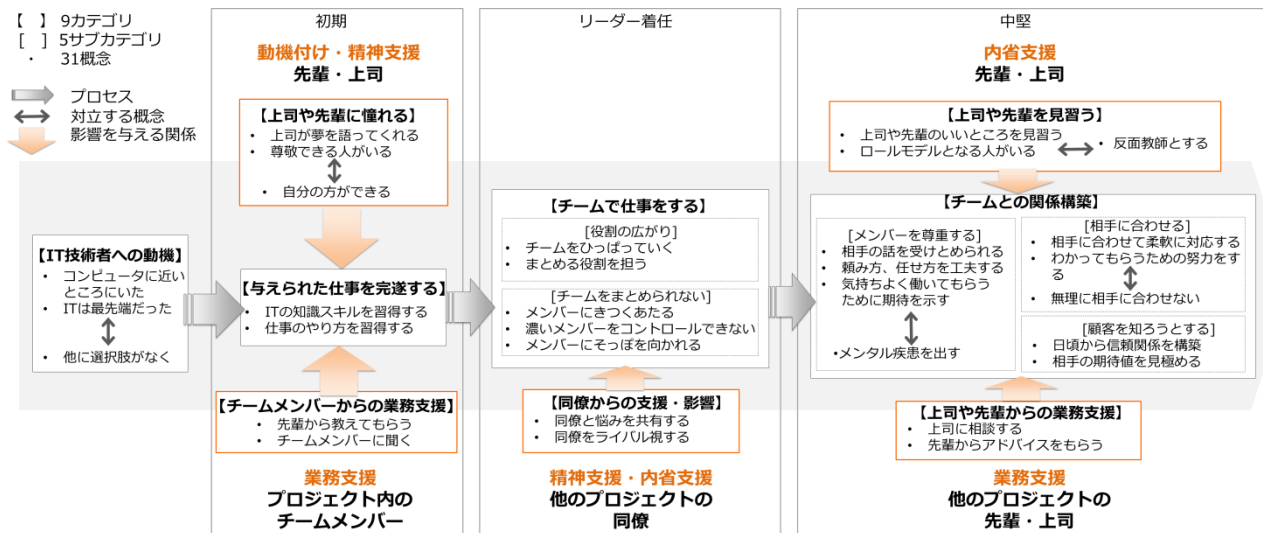 【 】 9カテゴリ
[ ] 5サブカテゴリ
・ 31概念
プロセス
対立する概念
影響を与える関係
初期
動機付け・精神支援
先輩・上司
【上司や先輩に憧れる】
• 上司が夢を語ってくれる
• 尊敬できる人がいる
• 自分の方ができる
リーダー着任
中堅
内省支援
先輩・上司
【上司や先輩を見習う】
• 上司や先輩のいいところを見習う
• ロールモデルとなる人がいる
• 反面教師とする
【IT技術者への動機】
• コンピュータに近い
ところにいた
• ITは最先端だった
• 他に選択肢がなく
【与えられた仕事を完遂する】
• ITの知識スキルを習得する
• 仕事のやり方を習得する
【チームで仕事をする】
[役割の広がり]
• チームをひっぱっていく
• まとめる役割を担う
[チームをまとめられない]
• メンバーにきつくあたる
• 濃いメンバーをコントロールできない
• メンバーにそっぽを向かれる
【チームとの関係構築】
[メンバーを尊重する]
• 相手の話を受けとめられる
• 頼み方、任せ方を工夫する
• 気持ちよく働いてもらう
ために期待を示す
•メンタル疾患を出す
[相手に合わせる]
• 相手に合わせて柔軟に対応する
• わかってもらうための努力をす
る
• 無理に相手に合わせない
[顧客を知ろうとする]
• 日頃から信頼関係を構築
• 相手の期待値を見極める
【チームメンバーからの業務支援】
• 先輩から教えてもらう
• チームメンバーに聞く
業務支援
プロジェクト内の
チームメンバー
【同僚からの支援・影響】
• 同僚と悩みを共有する
• 同僚をライバル視する
精神支援・内省支援
他のプロジェクトの
同僚
【上司や先輩からの業務支援】
• 上司に相談する
• 先輩からアドバイスをもらう
業務支援
他のプロジェクトの
先輩・上司